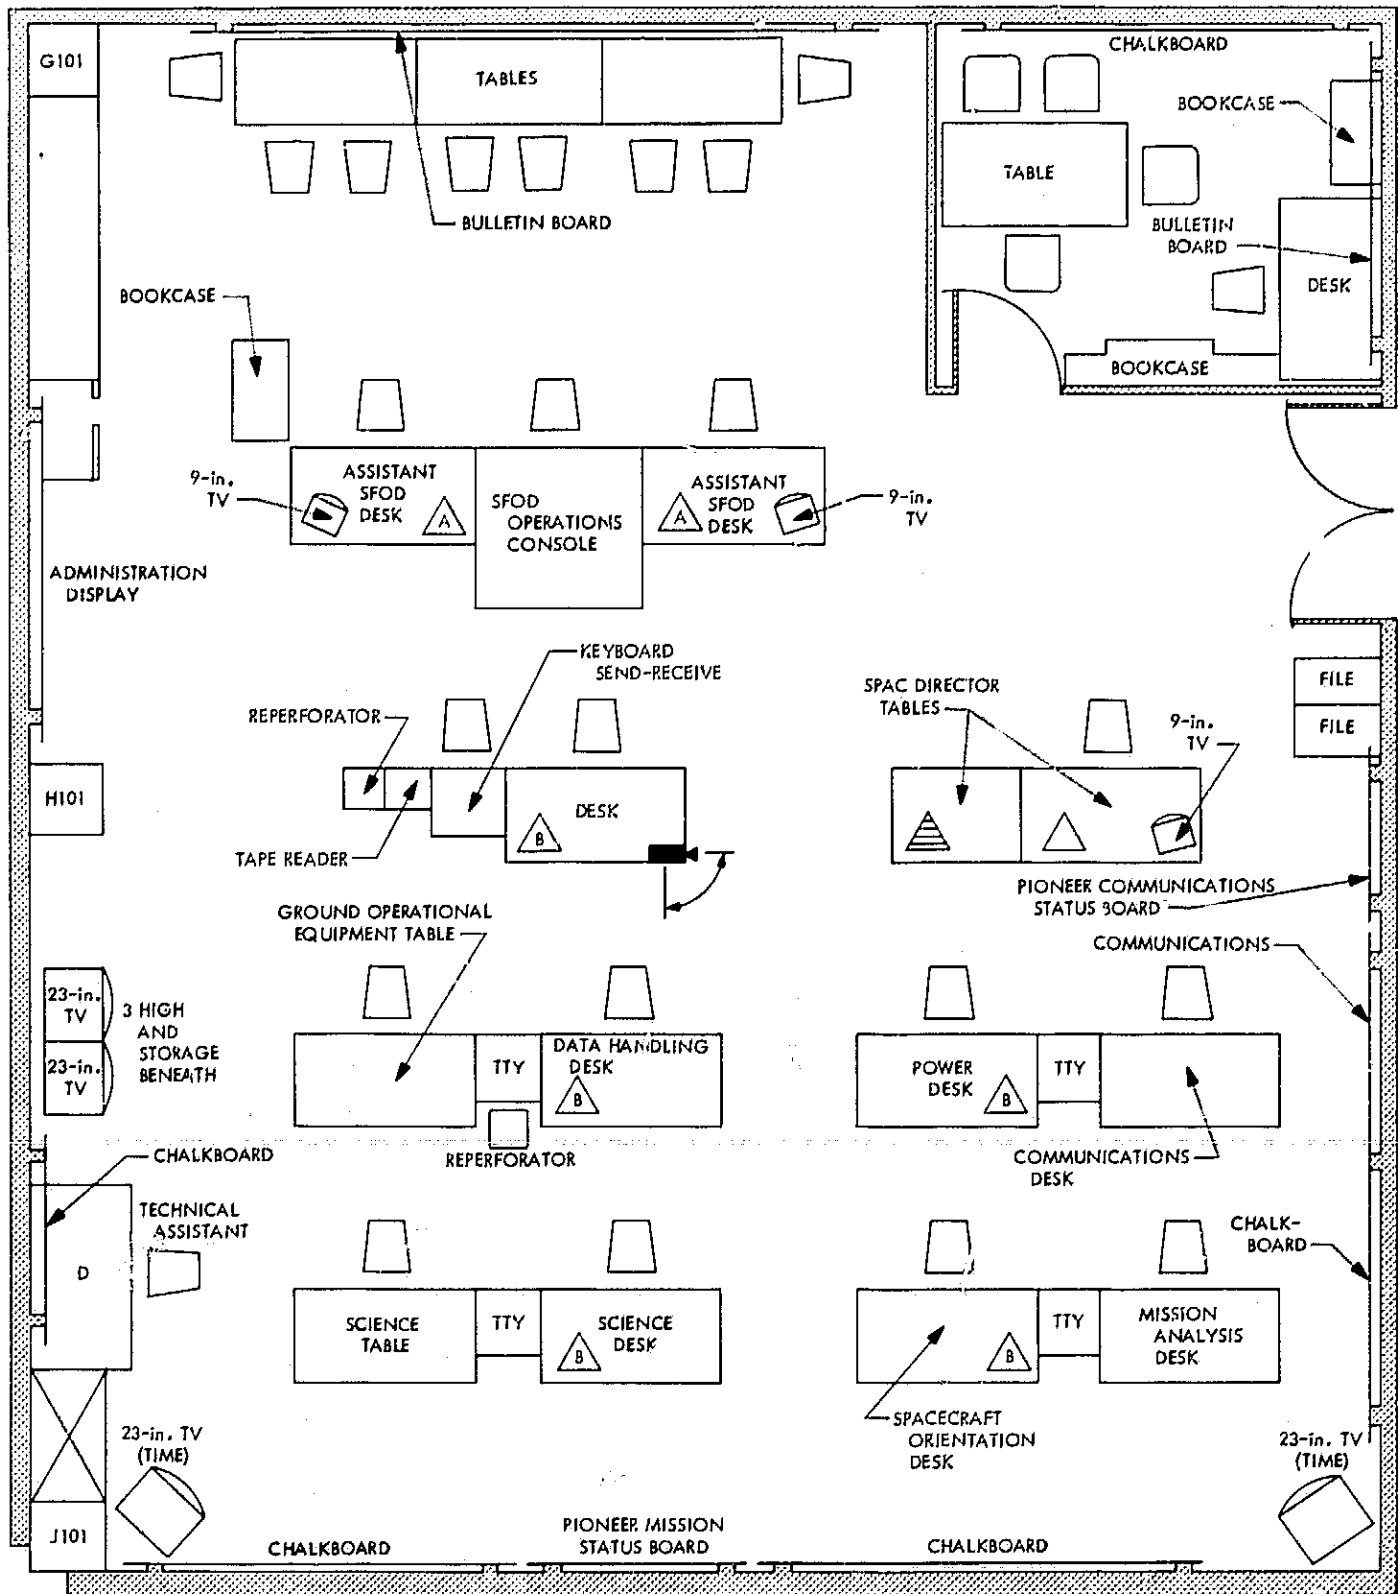 G101
TABLES
BULLETIN BOARD
CHALKBOARD
BOOKCASE
TABLE
BULLETIN
BOARD
DESK
BOOKCASE
BOOKCASE
9-in.
TV
ASSISTANT
SFOD
DESK
A
SFOD
OPERATIONS
CONSOLE
ASSISTANT
SFOD
DESK
A
9-in.
TV
ADMINISTRATION
DISPLAY
KEYBOARD
SEND-RECEIVE
REPERFORATOR
SPAC DIRECTOR
TABLES
9-in.
TV
FILE
FILE
H101
DESK
B
TAPE READER
PIONEER COMMUNICATIONS
STATUS BOARD
GROUND OPERATIONAL
EQUIPMENT TABLE
COMMUNICATIONS
23-in.
TV
23-in.
TV
3 HIGH
AND
STORAGE
BENEATH
TTY
DATA HANDLING
DESK
B
REPERFORATOR
POWER
DESK
B
TTY
COMMUNICATIONS
DESK
CHALKBOARD
TECHNICAL
ASSISTANT
D
CHALK-
BOARD
SCIENCE
TABLE
TTY
SCIENCE
DESK
B
B
TTY
MISSION
ANALYSIS
DESK
SPACECRAFT
ORIENTATION
DESK
23-in. TV
(TIME)
23-in. TV
(TIME)
J101
CHALKBOARD
PIONEER MISSION
STATUS BOARD
CHALKBOARD